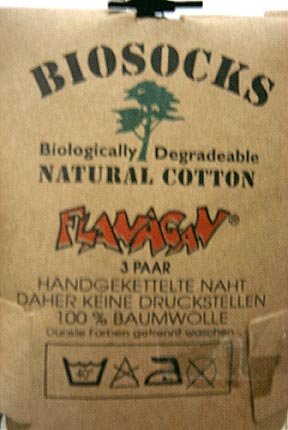 BIOSOCKS
Biologically Degradeable
NATURAL COTTON
FLANAGAN®
3 PAAR
HANDGEKETTELTE NAHT
DAHER KEINE DRUCKSTELLEN
100 % BAUMWOLLE
Dunkle Farben getrennt waschen
40°